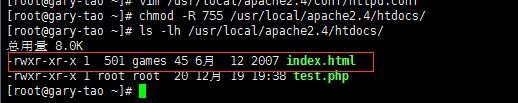 [root@gary-tao ~]# vim /usr/local/apache2.4/conf/httpd.conf
[root@gary-tao ~]# chmod -R 755 /usr/local/apache2.4/htdocs/
[root@gary-tao ~]# ls -lh /usr/local/apache2.4/htdocs/
总用量 8.0K
-rwxr-xr-x 1  501 games 45 6月  12 2007 index.html
-rwxr-xr-x 1 root root  20 12月 19 19:38 test.php
[root@gary-tao ~]#